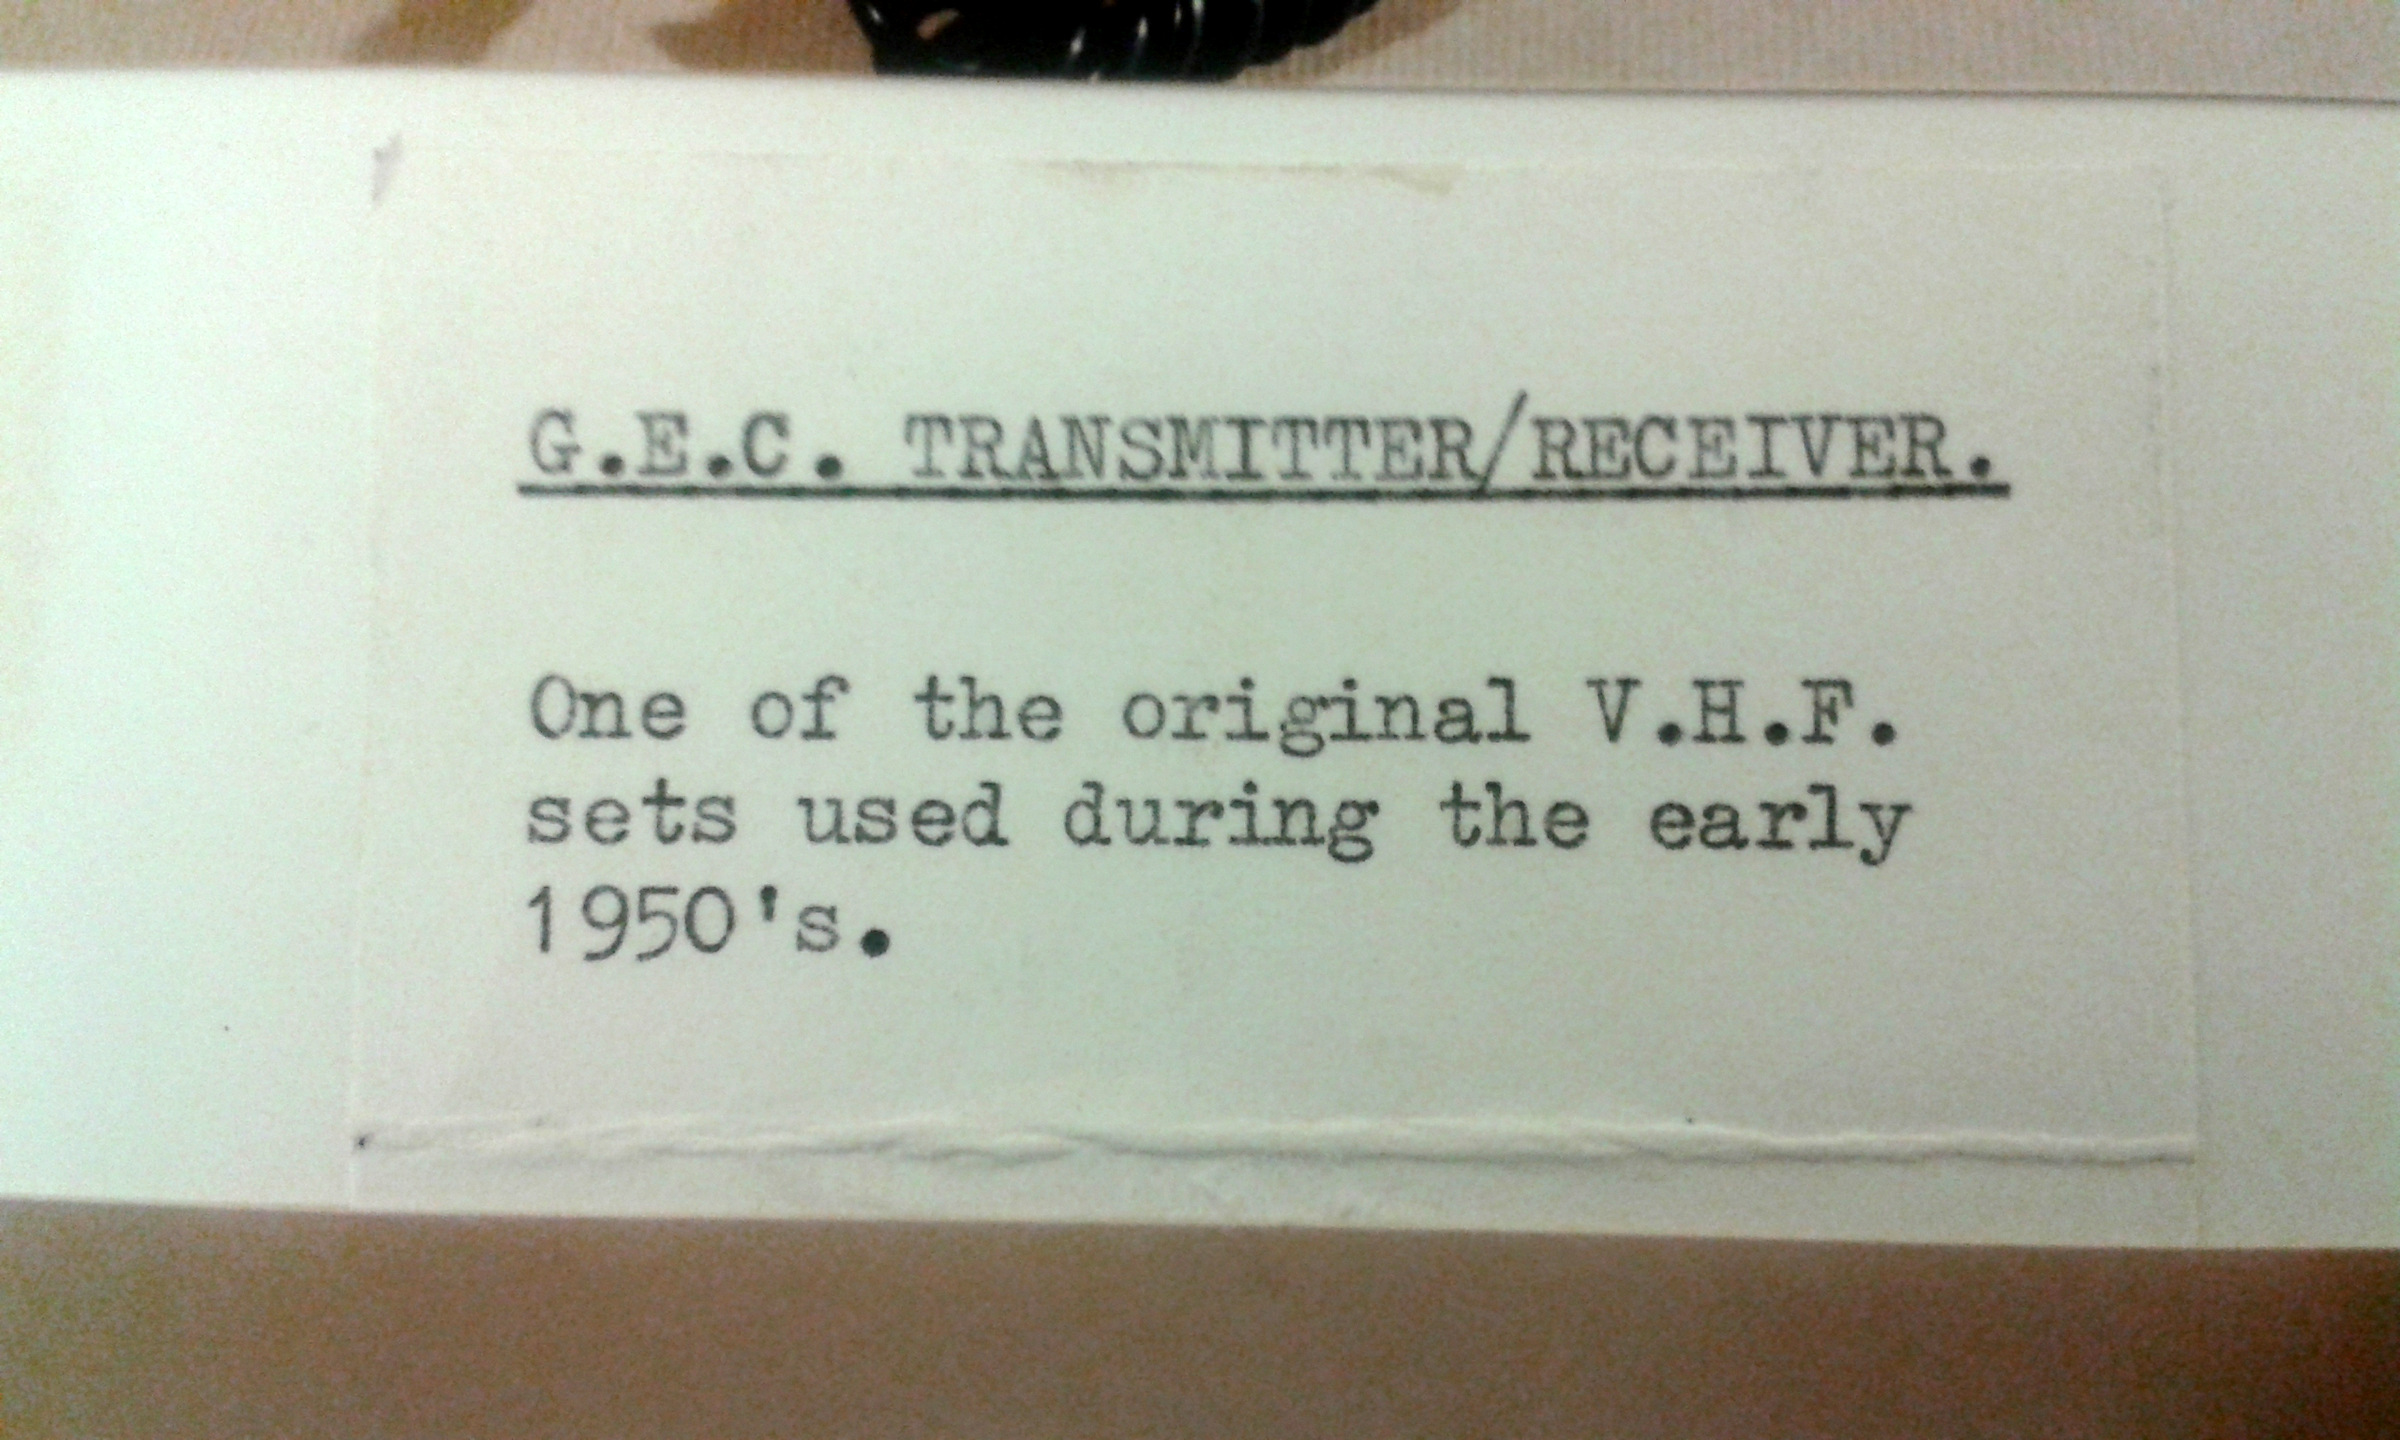 G.E.C. TRANSMITTER/RECEIVER.
One of the original V.H.F.
sets used during the early
1950's.